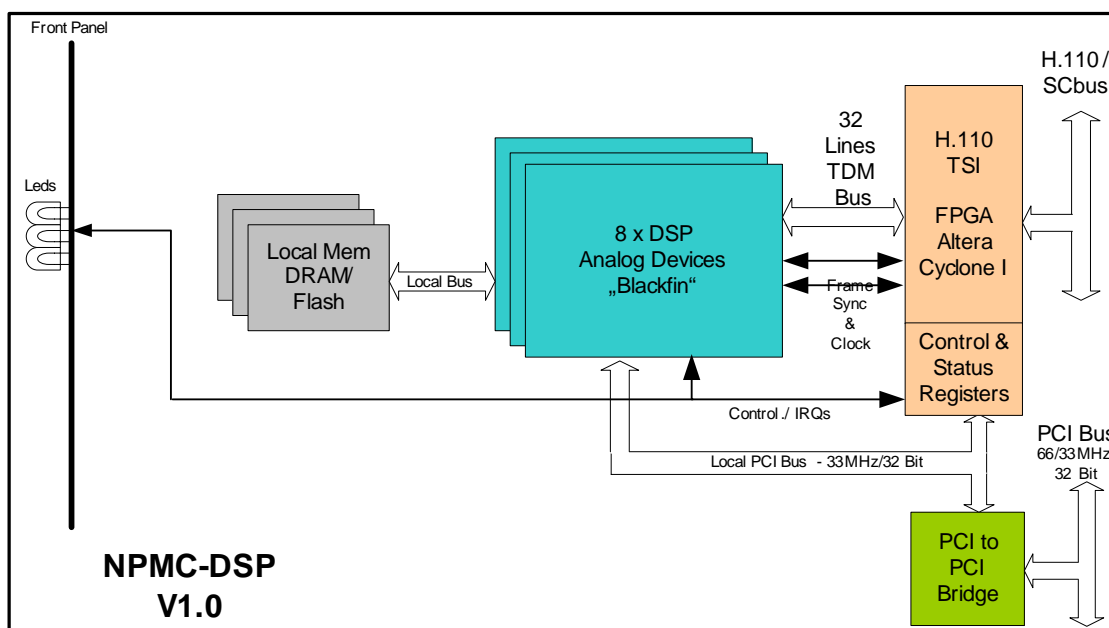 Front Panel
Leds
Local Mem
DRAM/
Flash
Local Bus
8 x DSP
Analog Devices
„Blackfin“
32
Lines
TDM
Bus
Frame
Sync
&
Clock
H.110
TSI
FPGA
Altera
Cyclone I
Control &
Status
Registers
H.110 /
SCbus
Control ./ IRQs
Local PCI Bus - 33MHz/32 Bit
PCI Bus
66/33MHz
32 Bit
PCI to
PCI
Bridge
NPMC-DSP
V1.0